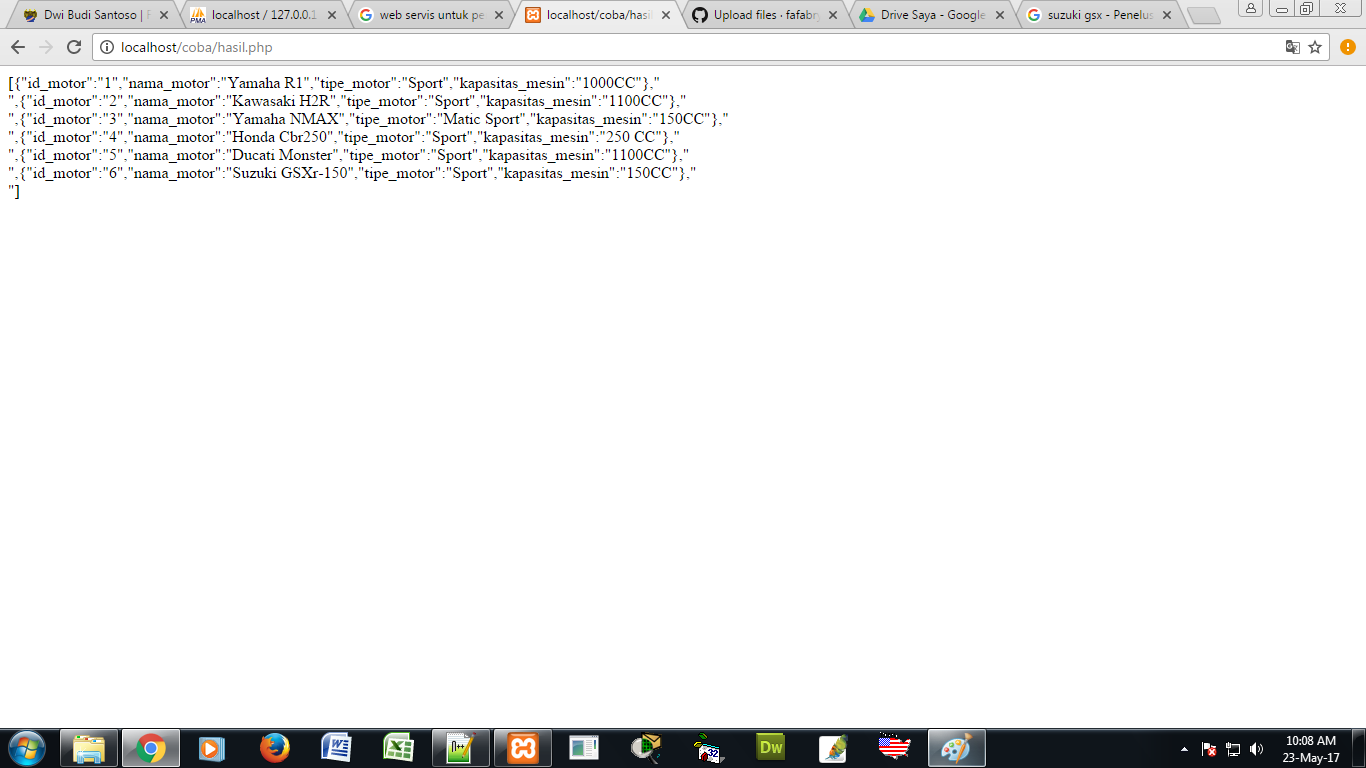 Dwi Budi Santoso | F
localhost / 127.0.0.1
web servis untuk pe
localhost/coba/hasil
Upload files · fafabry
Drive Saya - Google
suzuki gsx - Penelus
localhost/coba/hasil.php
[{"id_motor":"1","nama_motor":"Yamaha R1","tipe_motor":"Sport","kapasitas_mesin":"1000CC"},"
",{"id_motor":"2","nama_motor":"Kawasaki H2R","tipe_motor":"Sport","kapasitas_mesin":"1100CC"},"
",{"id_motor":"3","nama_motor":"Yamaha NMAX","tipe_motor":"Matic Sport","kapasitas_mesin":"150CC"},"
",{"id_motor":"4","nama_motor":"Honda Cbr250","tipe_motor":"Sport","kapasitas_mesin":"250 CC"},"
",{"id_motor":"5","nama_motor":"Ducati Monster","tipe_motor":"Sport","kapasitas_mesin":"1100CC"},"
",{"id_motor":"6","nama_motor":"Suzuki GSXr-150","tipe_motor":"Sport","kapasitas_mesin":"150CC"},"
"]
Dw
10:08 AM
23-May-17